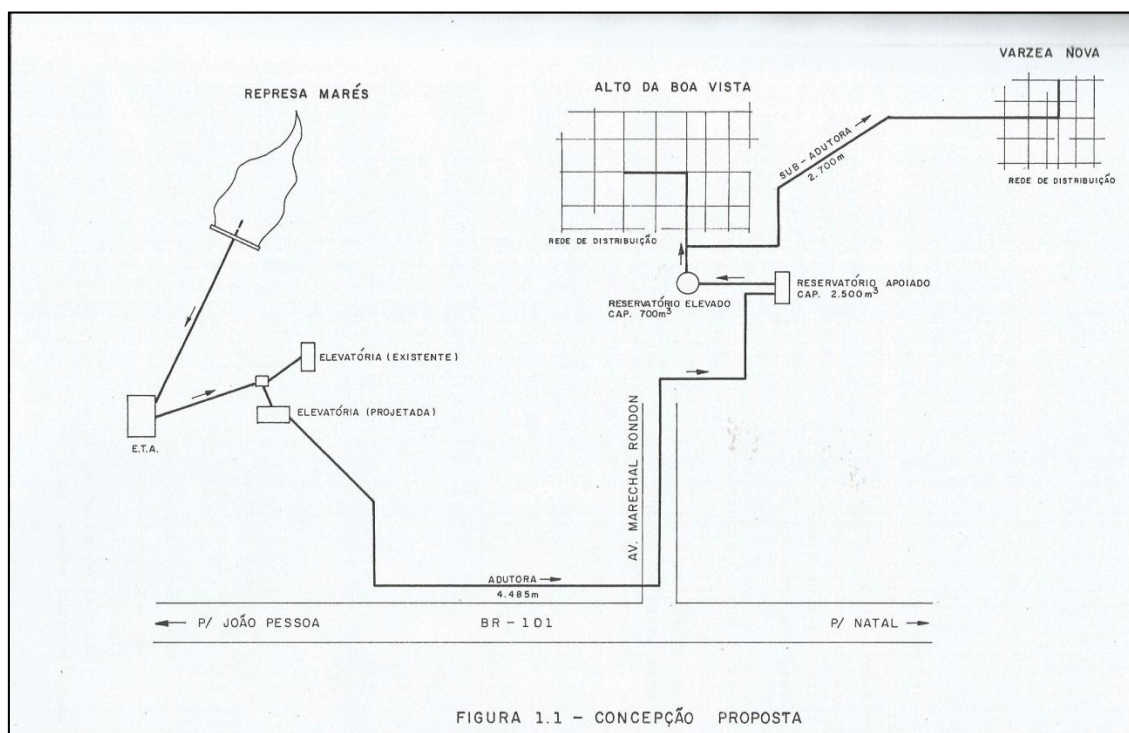 VARZEA NOVA
ALTO DA BOA VISTA
REPRESA MARÉS
SUB-ADUTORA
2.700m
REDE DE DISTRIBUIÇÃO
REDE DE DISTRIBUIÇÃO
RESERVATÓRIO APOIADO
CAP. 2.500m³
RESERVATÓRIO ELEVADO
CAP. 700m³
ELEVATÓRIA (EXISTENTE)
ELEVATÓRIA (PROJETADA)
E.T.A.
AV. MARECHAL RONDON
ADUTORA
4.485m
P/ JOÃO PESSOA
BR-101
P/ NATAL
FIGURA 1.1 - CONCEPÇÃO PROPOSTA